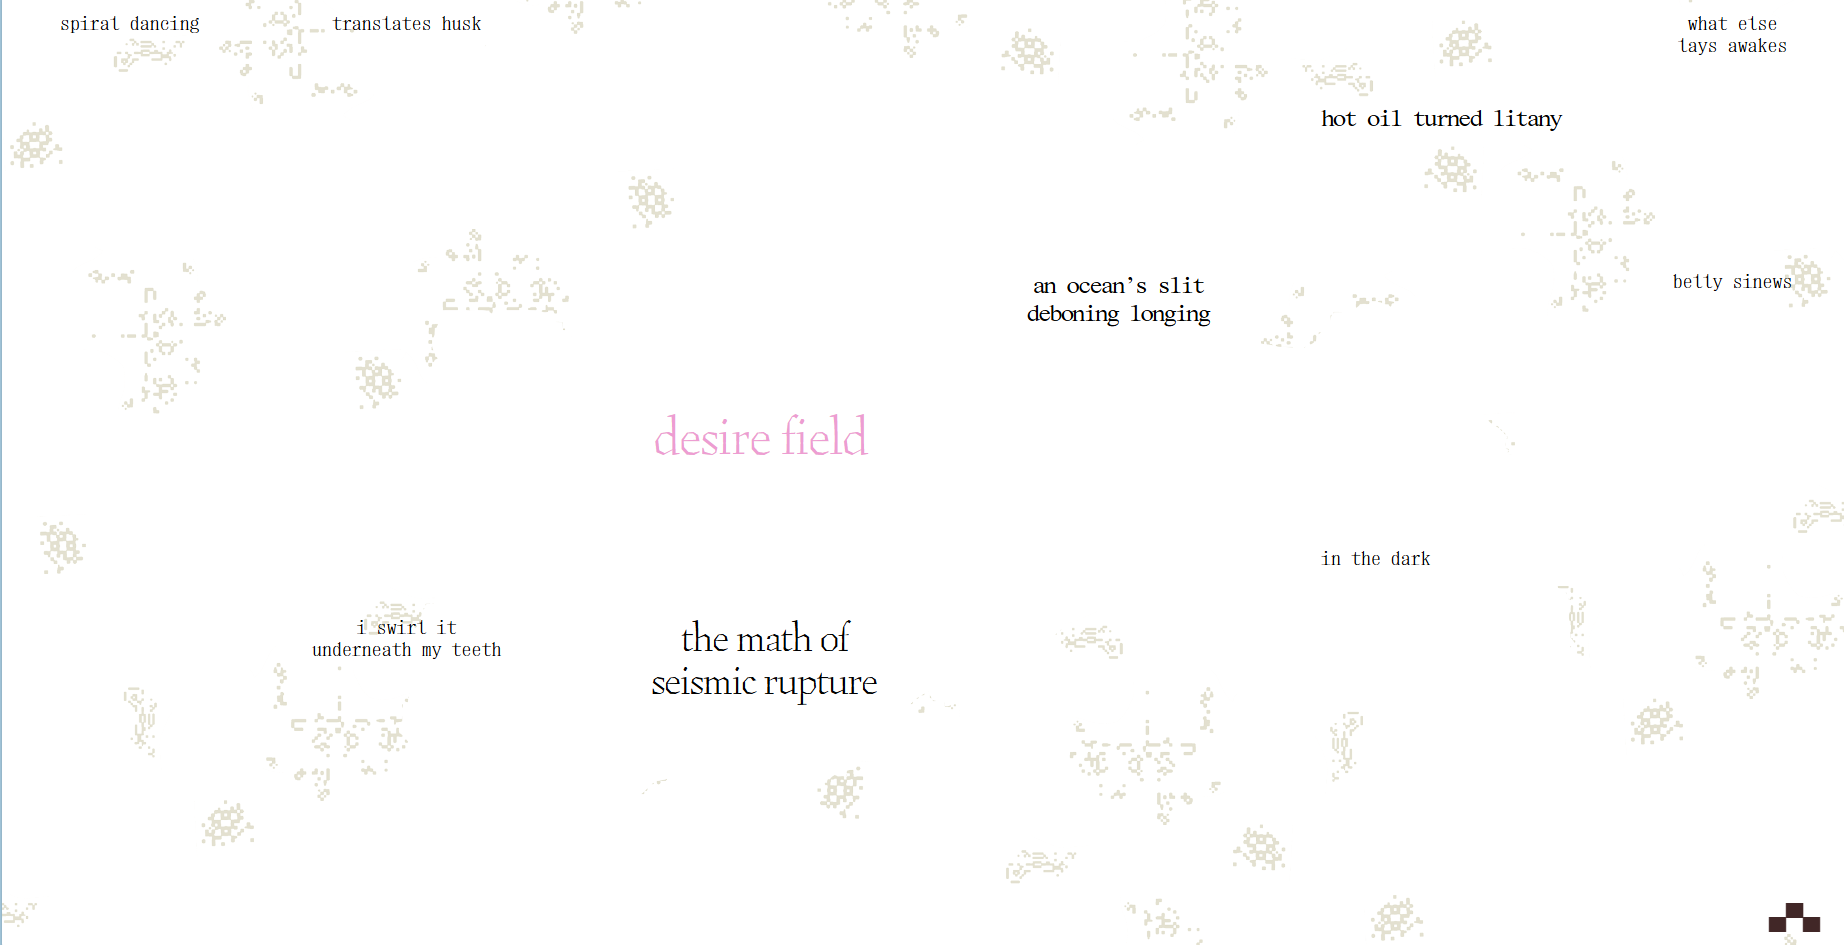 spiral dancing
translates husk
what else
lays awakes
hot oil turned litany
an ocean’s slit
deboning longing
belly sinews
desire field
in the dark
i swirl it
underneath my teeth
the math of
seismic rupture